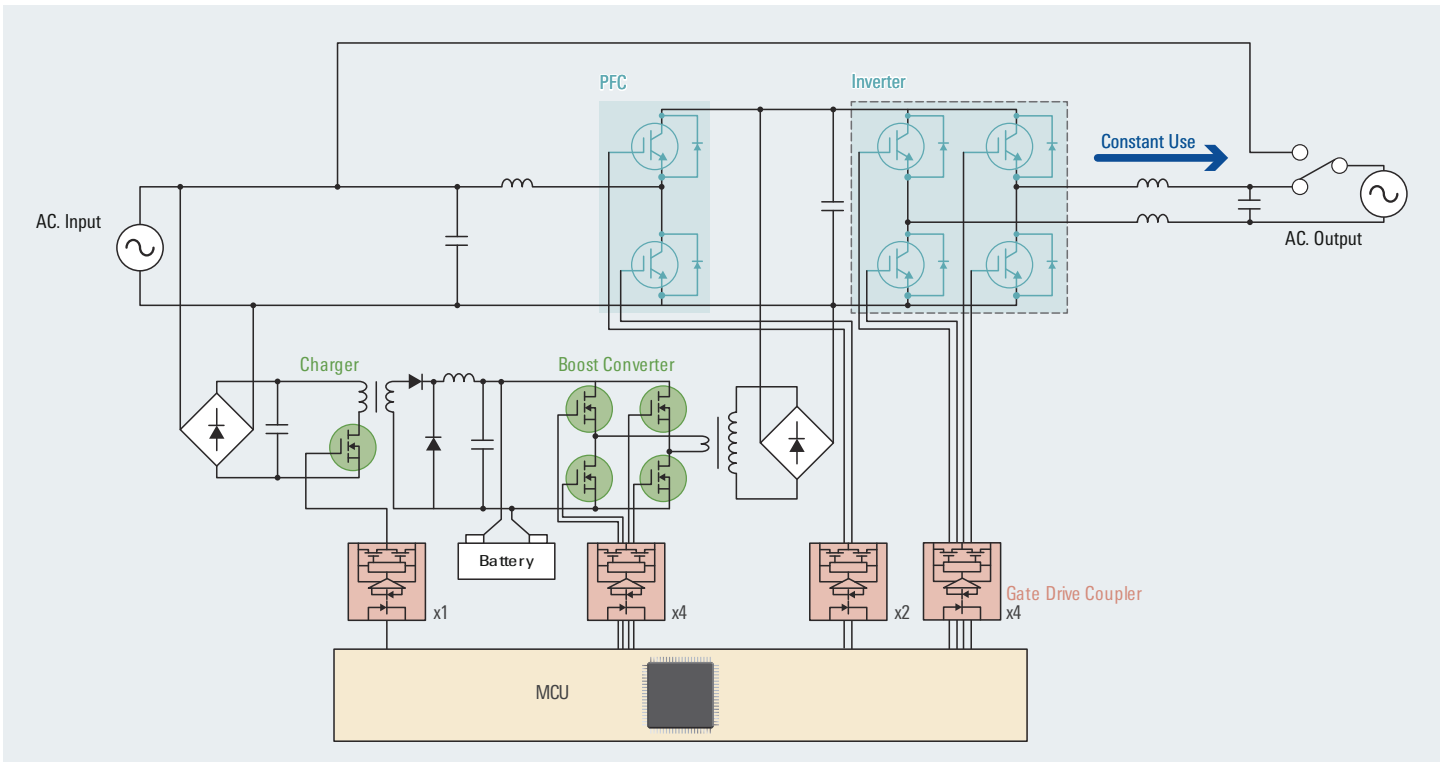 PFC
Inverter
Constant Use
AC. Input
AC. Output
Charger
Boost Converter
Battery
Gate Drive Coupler
x1
x4
x2
x4
MCU